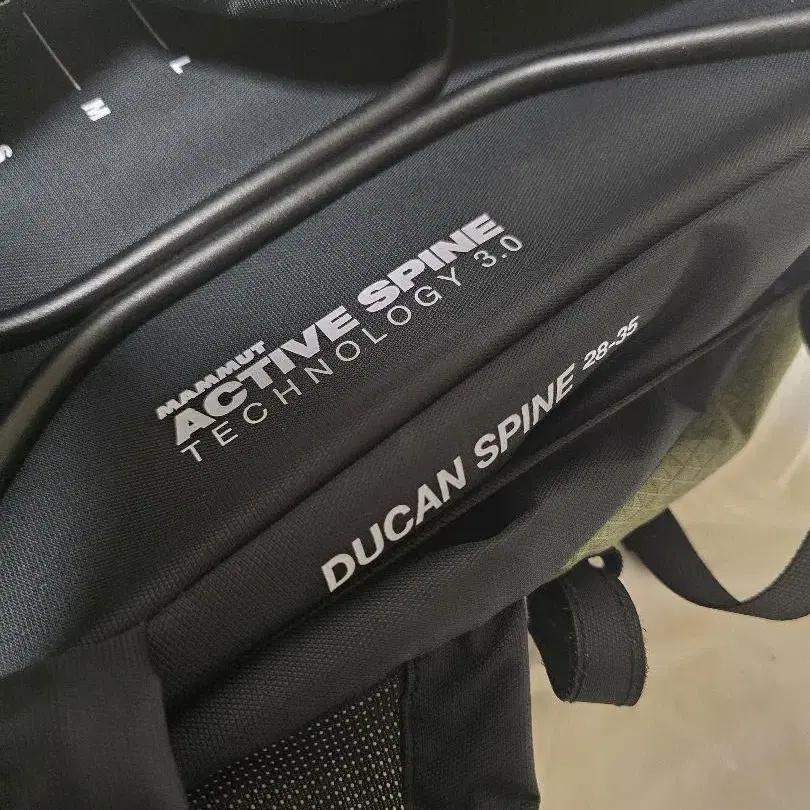 L
M
S
MAMMUT
ACTIVE SPINE
TECHNOLOGY 3.0
DUCAN SPINE 28-35